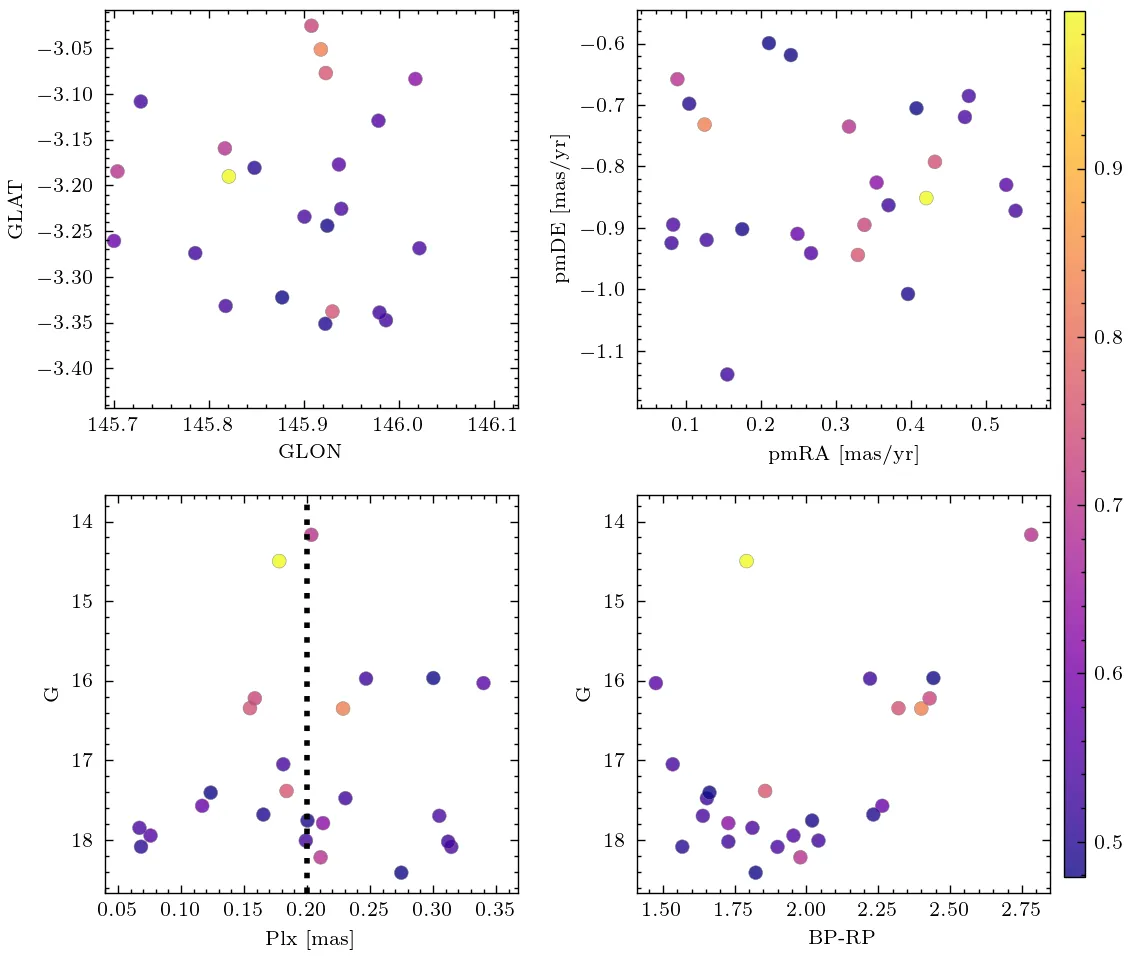 −3.05
−3.10
−3.15
−3.20
−3.25
−3.30
−3.35
−3.40
GLAT
145.7 145.8 145.9 146.0 146.1
GLON
−0.6
−0.7
−0.8
−0.9
−1.0
−1.1
pmDE [mas/yr]
0.1 0.2 0.3 0.4 0.5
pmRA [mas/yr]
14
15
16
17
18
G
0.05 0.10 0.15 0.20 0.25 0.30 0.35
Plx [mas]
14
15
16
17
18
G
1.50 1.75 2.00 2.25 2.50 2.75
BP-RP
0.9
0.8
0.7
0.6
0.5